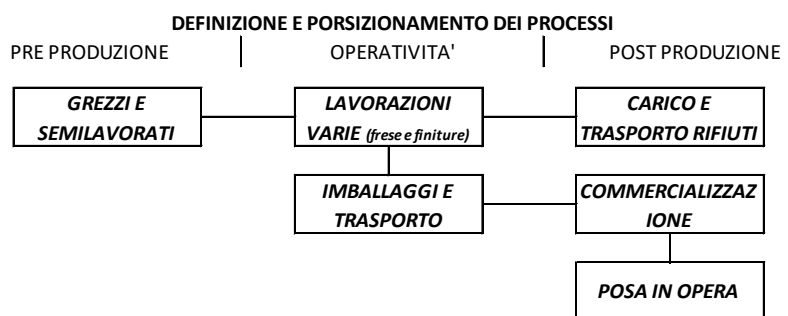 DEFINIZIONE E PORSIZIONAMENTO DEI PROCESSI
PRE PRODUZIONE
OPERATIVITA'
POST PRODUZIONE
GREZZI E
SEMILAVORATI
LAVORAZIONI
VARIE (frese e finiture)
CARICO E
TRASPORTO RIFIUTI
IMBALLAGGI E
TRASPORTO
COMMERCIALIZZAZ
IONE
POSA IN OPERA